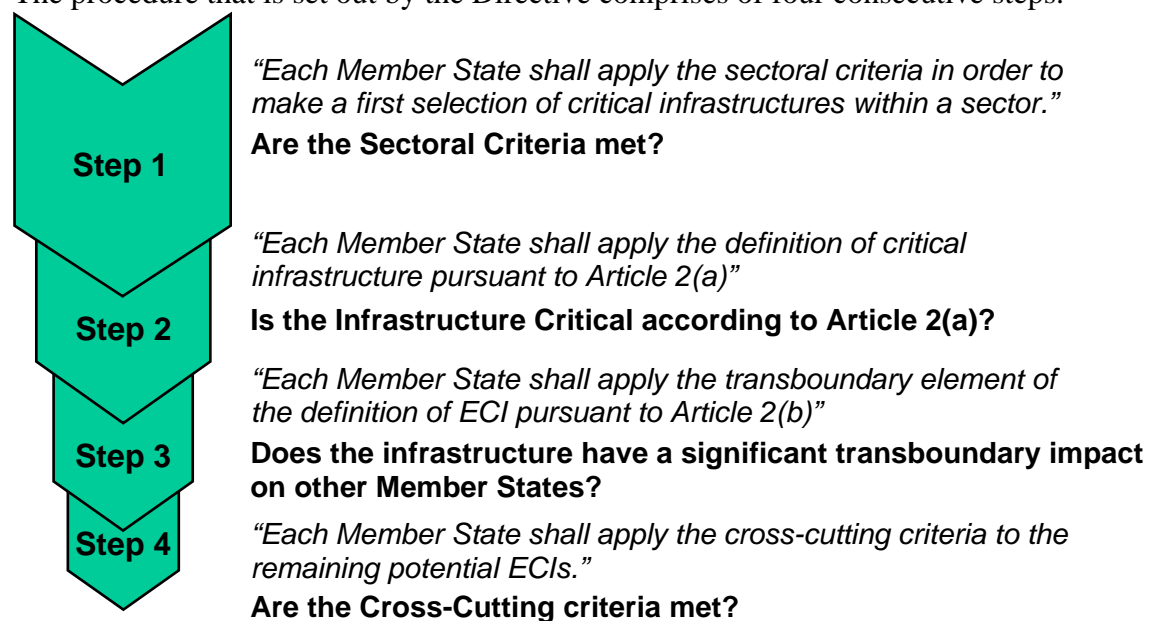 The procedure that is set out by the Directive comprises of four consecutive steps:
“Each Member State shall apply the sectoral criteria in order to
make a first selection of critical infrastructures within a sector.”
Are the Sectoral Criteria met?
Step 1
“Each Member State shall apply the definition of critical
infrastructure pursuant to Article 2(a)”
Is the Infrastructure Critical according to Article 2(a)?
Step 2
“Each Member State shall apply the transboundary element of
the definition of ECI pursuant to Article 2(b)”
Does the infrastructure have a significant transboundary impact
on other Member States?
Step 3
“Each Member State shall apply the cross-cutting criteria to the
remaining potential ECIs.”
Are the Cross-Cutting criteria met?
Step 4